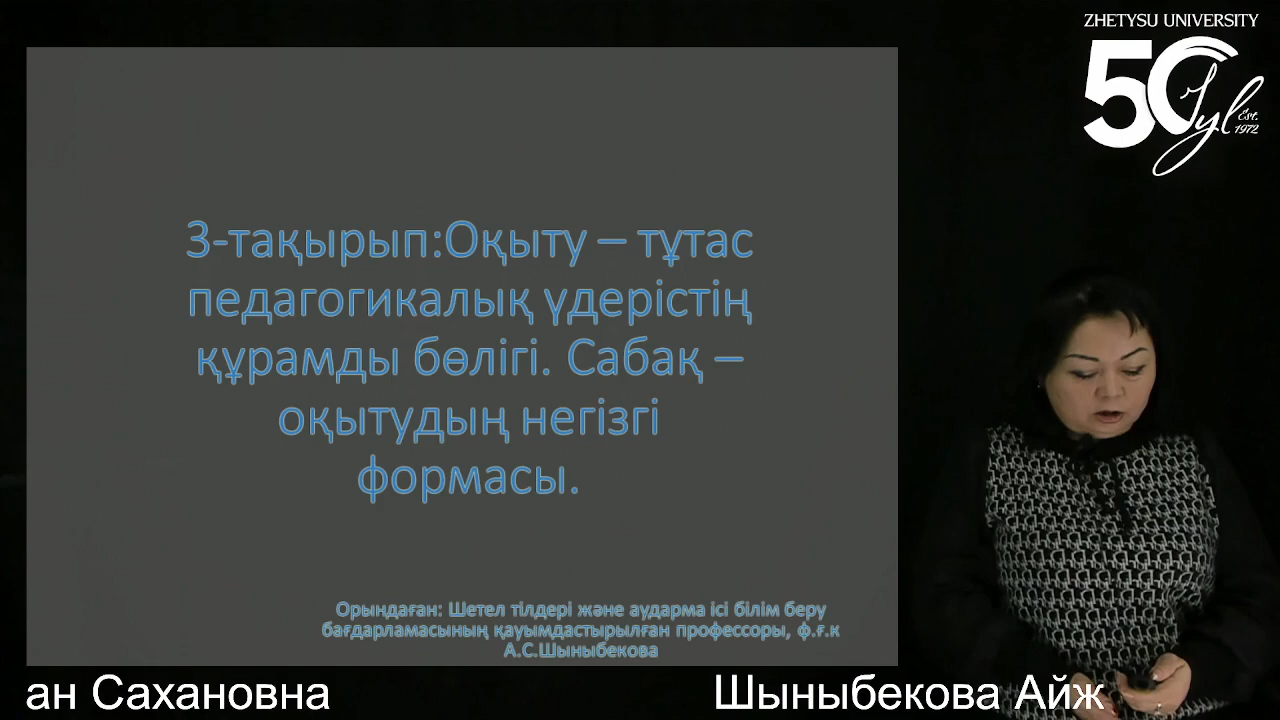 ZHETYSU UNIVERSITY
50
Jyl
Est.
1972
3-тақырып:Оқыту – тұтас
педагогикалық үдерістің
құрамды бөлігі. Сабақ –
оқытудың негізгі
формасы.
Орындаған: Шетел тілдері және аударма ісі білім беру
бағдарламасының қауымдастырылған профессоры, ф.ғ.к
А.С.Шыныбекова
ан Сахановна
Шыныбекова Айж